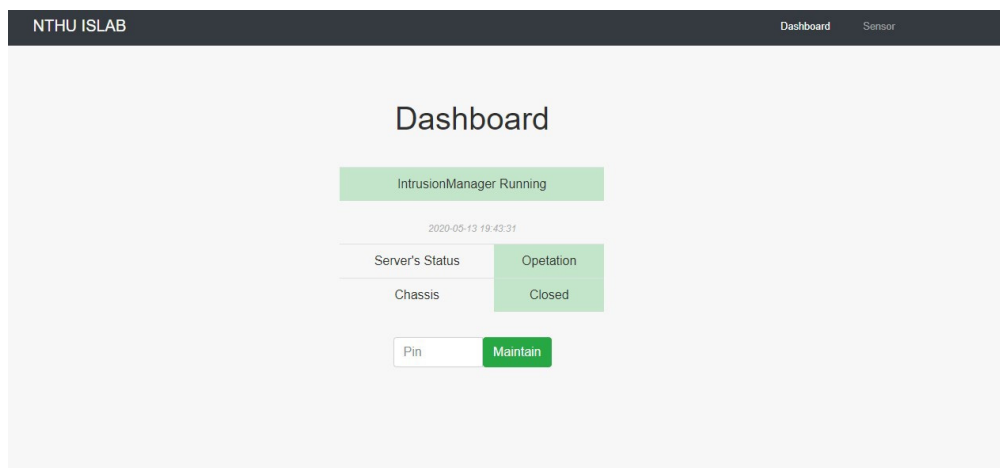 NTHU ISLAB Dashboard Sensor
Dashboard
IntrusionManager Running
2020-05-13 19:43:31
Server's Status Opetation
Chassis Closed
Pin Maintain